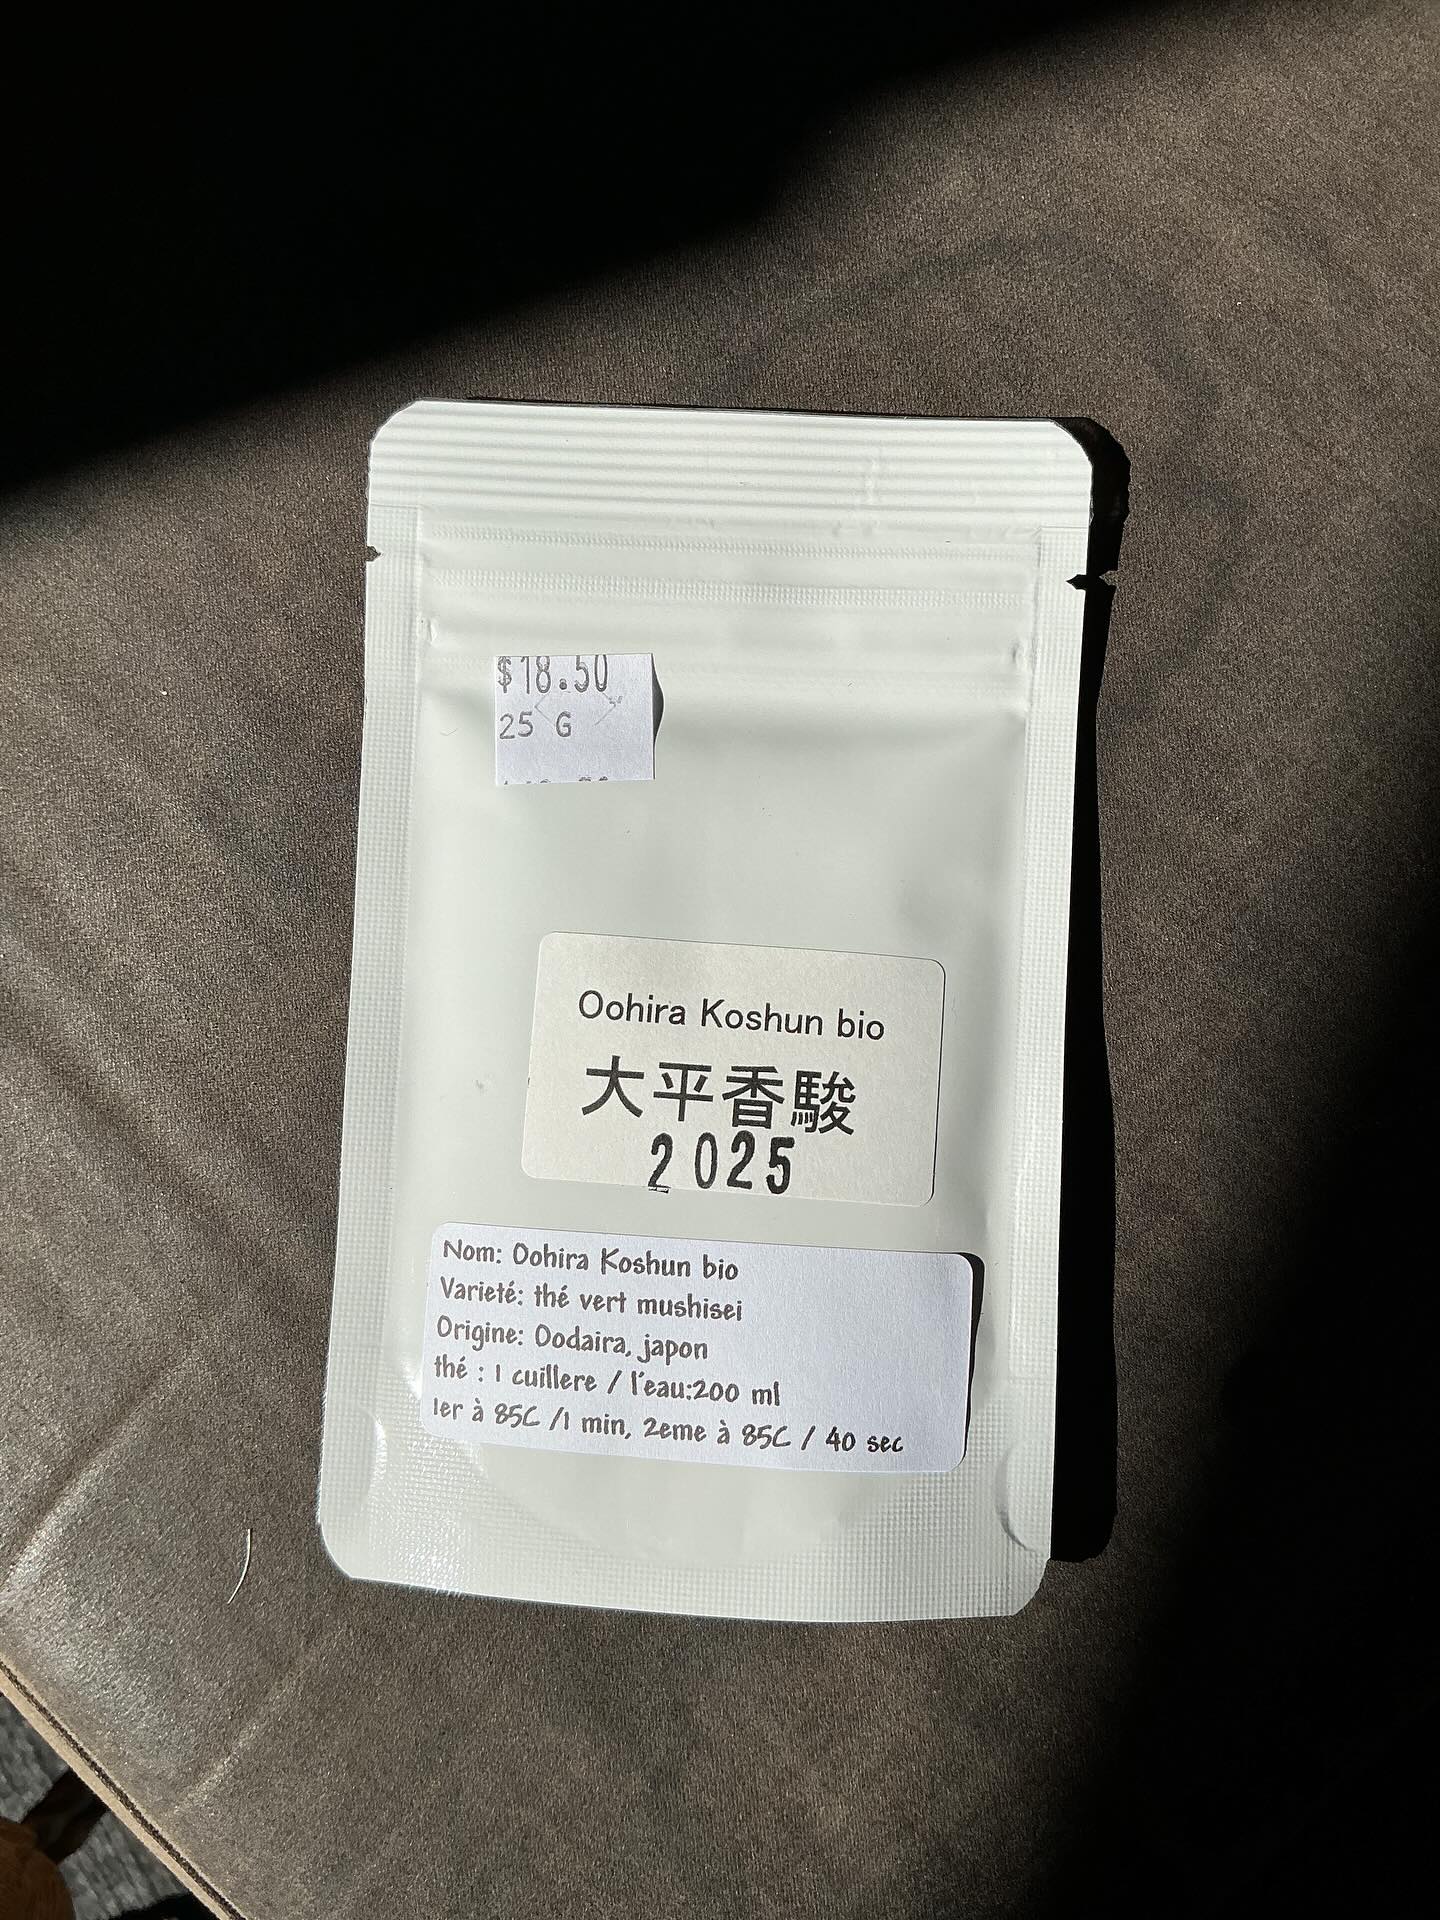 $18.50
25 G
Oohira Koshun bio
大平香駿
2025
Nom: Oohira Koshun bio
Varieté: thé vert mushisei
Origine: Oodaira, japon
thé : 1 cuillere / l'eau:200 ml
1er à 85C /1 min, 2eme à 85C / 40 sec